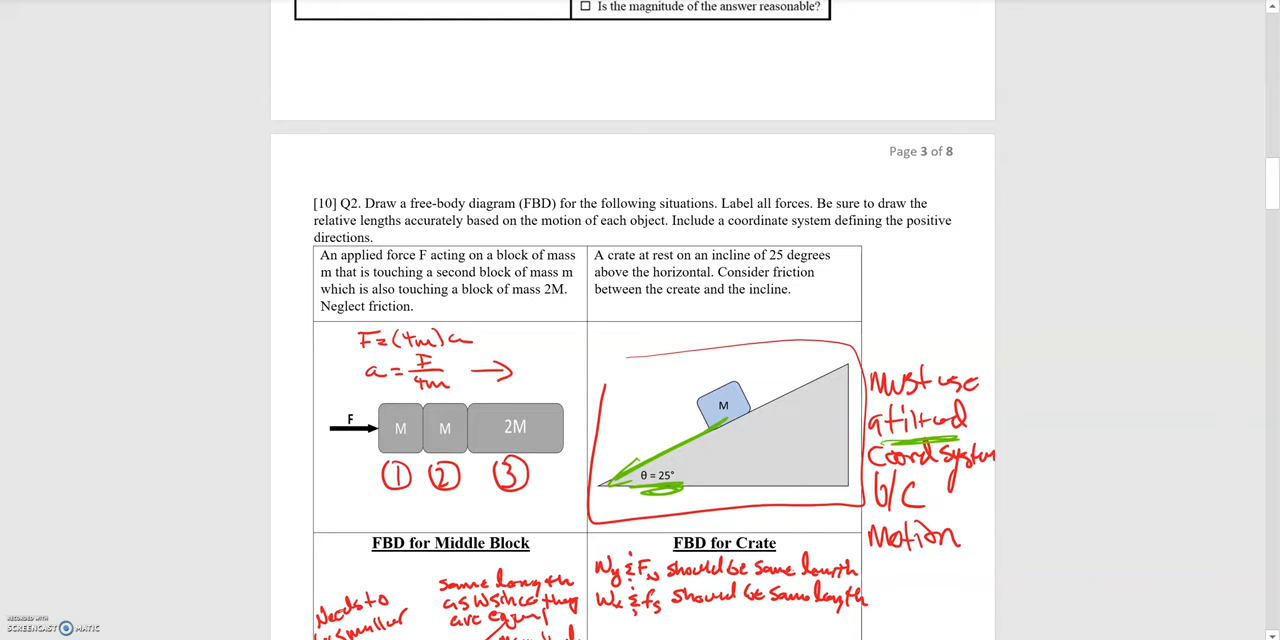 ☐ Is the magnitude of the answer reasonable?
Page 3 of 8
[10] Q2. Draw a free-body diagram (FBD) for the following situations. Label all forces. Be sure to draw the
relative lengths accurately based on the motion of each object. Include a coordinate system defining the positive
directions.
An applied force F acting on a block of mass
m that is touching a second block of mass m
which is also touching a block of mass 2M.
Neglect friction.
A crate at rest on an incline of 25 degrees
above the horizontal. Consider friction
between the create and the incline.
F=(4m)a
a = F/4m →
F
M
M
2M
① ② ③
M
θ = 25°
Must use
a tilted
Coord System
b/c
Motion
FBD for Middle Block
Needs to
smaller
same length
as W since they
are equal
FBD for Crate
Wy & FN should be same length
Wx & fs should be same length
RECORDED WITH
SCREENCAST MATIC